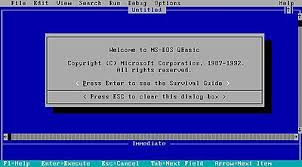 File Edit View Search Run Debug Options Help
Untitled
Welcome to MS-DOS QBasic
Copyright (C) Microsoft Corporation, 1987-1992.
All rights reserved.
< Press Enter to see the Survival Guide >
< Press ESC to clear this dialog box >
Immediate
F1=Help Enter=Execute Esc=Cancel Tab=Next Field Arrow=Next Item